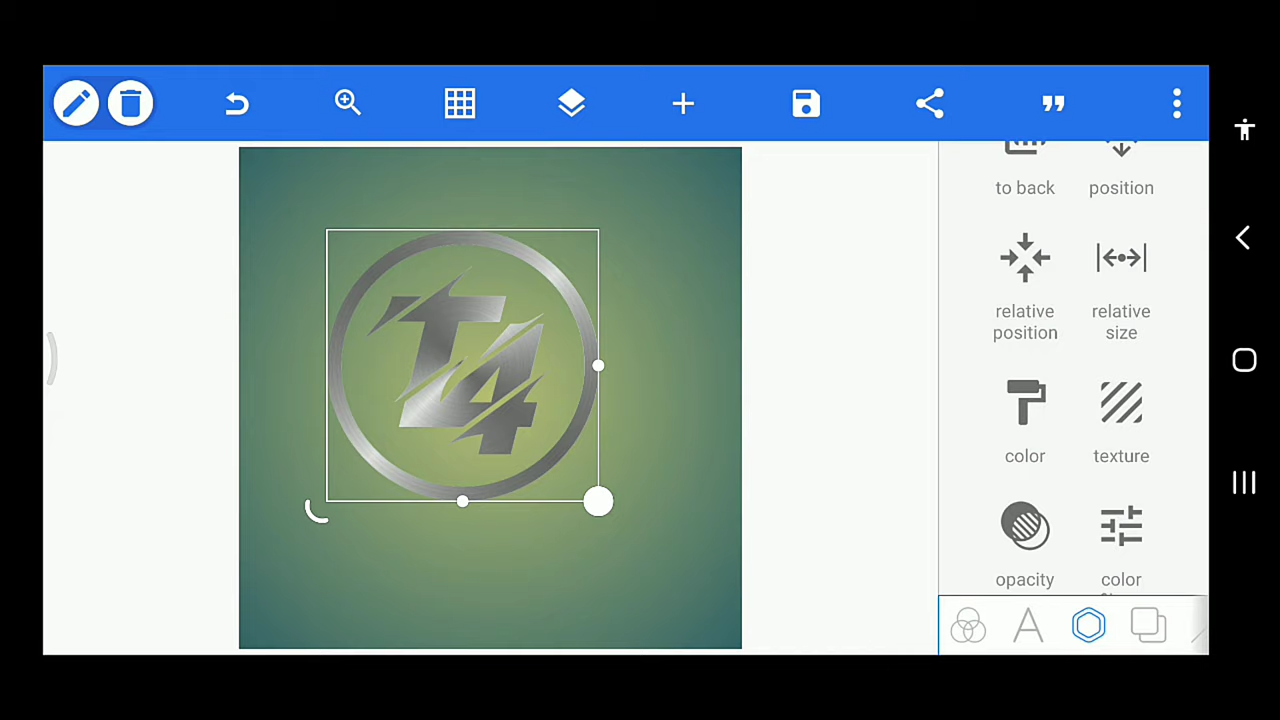 to back
position
relative
position
relative
size
color
texture
opacity
color
T4